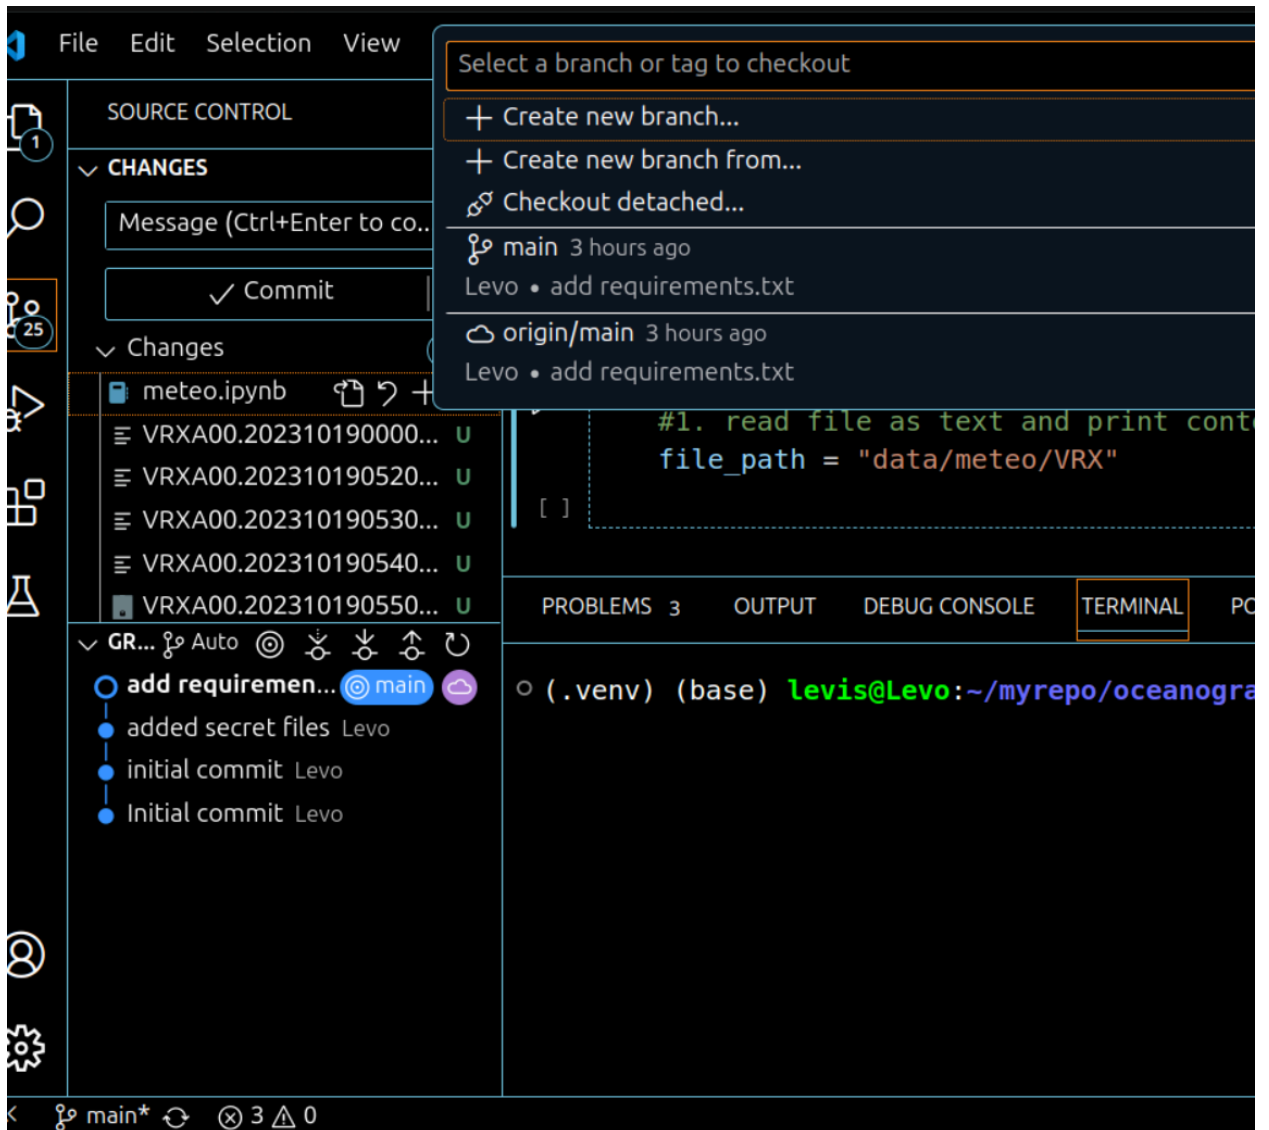 File Edit Selection View
Select a branch or tag to checkout
Create new branch...
Create new branch from...
Checkout detached...
main 3 hours ago
Levo • add requirements.txt
origin/main 3 hours ago
Levo • add requirements.txt
1
25
SOURCE CONTROL
CHANGES
Message (Ctrl+Enter to co...
Commit
Changes
meteo.ipynb
VRXA00.202310190000... U
VRXA00.202310190520... U
VRXA00.202310190530... U
VRXA00.202310190540... U
VRXA00.202310190550... U
GR... Auto
add requiremen... main
added secret files Levo
initial commit Levo
Initial commit Levo
#1. read file as text and print conte
file_path = "data/meteo/VRX"
[ ]
PROBLEMS 3 OUTPUT DEBUG CONSOLE TERMINAL PO
(.venv) (base) levis@Levo:~/myrepo/oceanogra
main* 3 0